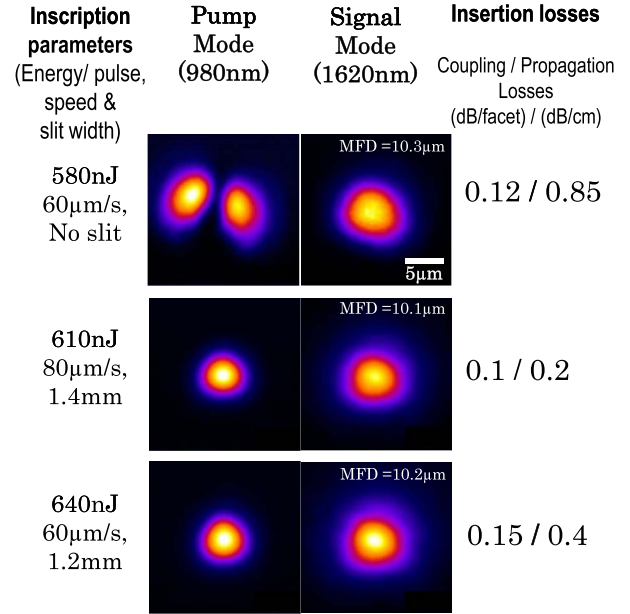 Inscription
parameters
(Energy/ pulse,
speed &
slit width)
Pump
Mode
(980nm)
Signal
Mode
(1620nm)
Insertion losses
Coupling / Propagation
Losses
(dB/facet) / (dB/cm)
580nJ
60µm/s,
No slit
MFD =10.3µm
5µm
0.12 / 0.85
610nJ
80µm/s,
1.4mm
MFD =10.1µm
0.1 / 0.2
640nJ
60µm/s,
1.2mm
MFD =10.2µm
0.15 / 0.4